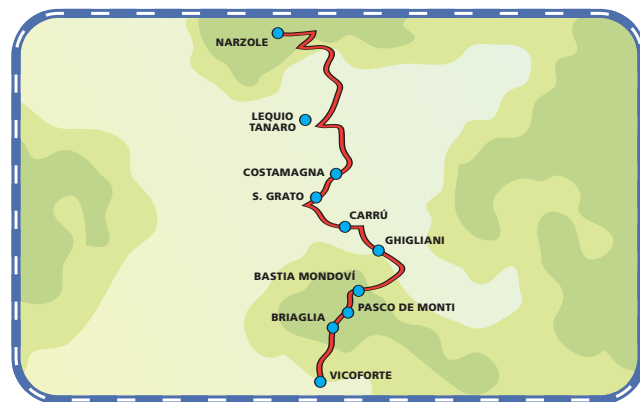 NARZOLE
LEQUIO
TANARO
COSTAMAGNA
S. GRATO
CARRÚ
GHIGLIANI
BASTIA MONDOVÍ
PASCO DE MONTI
BRIAGLIA
VICOFORTE